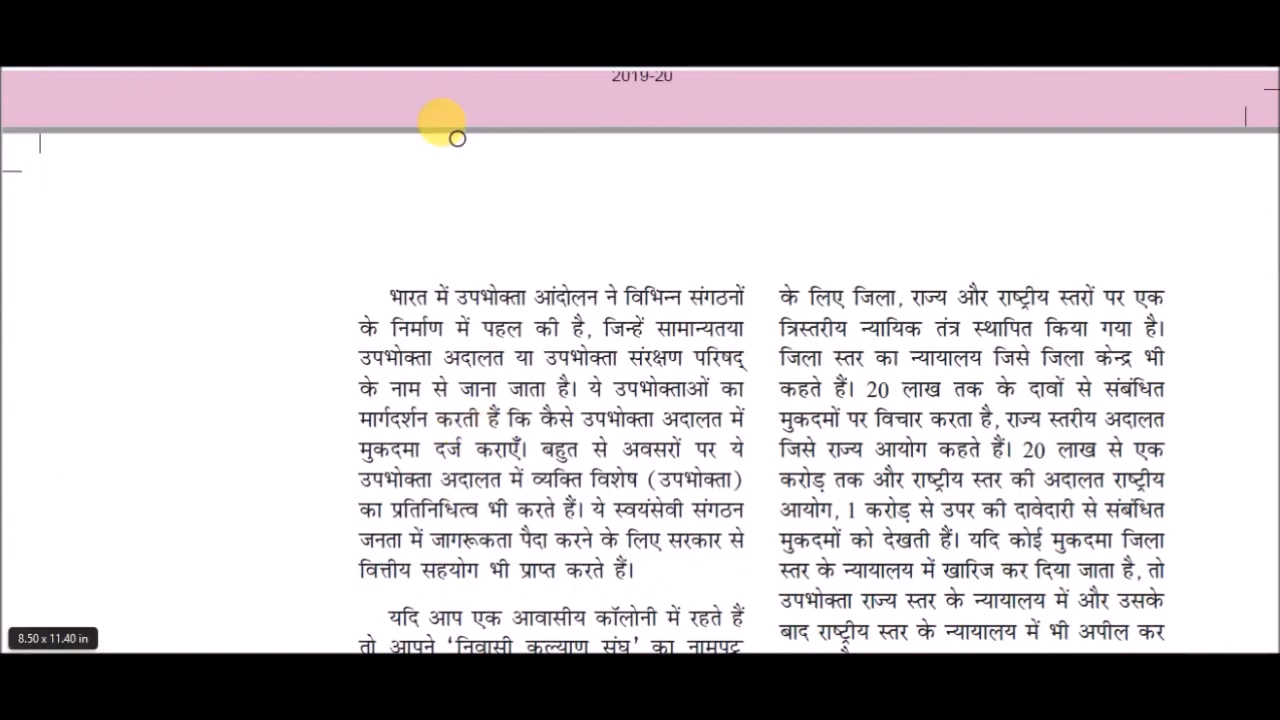 2019-20
भारत में उपभोक्ता आंदोलन ने विभिन्न संगठनों
के निर्माण में पहल की है, जिन्हें सामान्यतया
उपभोक्ता अदालत या उपभोक्ता संरक्षण परिषद्
के नाम से जाना जाता है। ये उपभोक्ताओं का
मार्गदर्शन करती हैं कि कैसे उपभोक्ता अदालत में
मुकदमा दर्ज कराएँ। बहुत से अवसरों पर ये
उपभोक्ता अदालत में व्यक्ति विशेष (उपभोक्ता)
का प्रतिनिधित्व भी करते हैं। ये स्वयंसेवी संगठन
जनता में जागरूकता पैदा करने के लिए सरकार से
वित्तीय सहयोग भी प्राप्त करते हैं।
यदि आप एक आवासीय कॉलोनी में रहते हैं
तो आपने ‘निवासी कल्याण संघ’ का नामपट्ट
के लिए जिला, राज्य और राष्ट्रीय स्तरों पर एक
त्रिस्तरीय न्यायिक तंत्र स्थापित किया गया है।
जिला स्तर का न्यायालय जिसे जिला केन्द्र भी
कहते हैं। 20 लाख तक के दावों से संबंधित
मुकदमों पर विचार करता है, राज्य स्तरीय अदालत
जिसे राज्य आयोग कहते हैं। 20 लाख से एक
करोड़ तक और राष्ट्रीय स्तर की अदालत राष्ट्रीय
आयोग, 1 करोड़ से उपर की दावेदारी से संबंधित
मुकदमों को देखती हैं। यदि कोई मुकदमा जिला
स्तर के न्यायालय में खारिज कर दिया जाता है, तो
उपभोक्ता राज्य स्तर के न्यायालय में और उसके
बाद राष्ट्रीय स्तर के न्यायालय में भी अपील कर
8.50 x 11.40 in